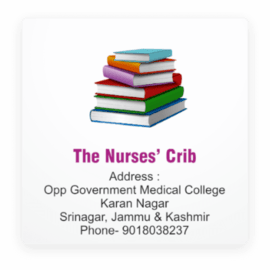 The Nurses' Crib
Address :
Opp Government Medical College
Karan Nagar
Srinagar, Jammu & Kashmir
Phone- 9018038237